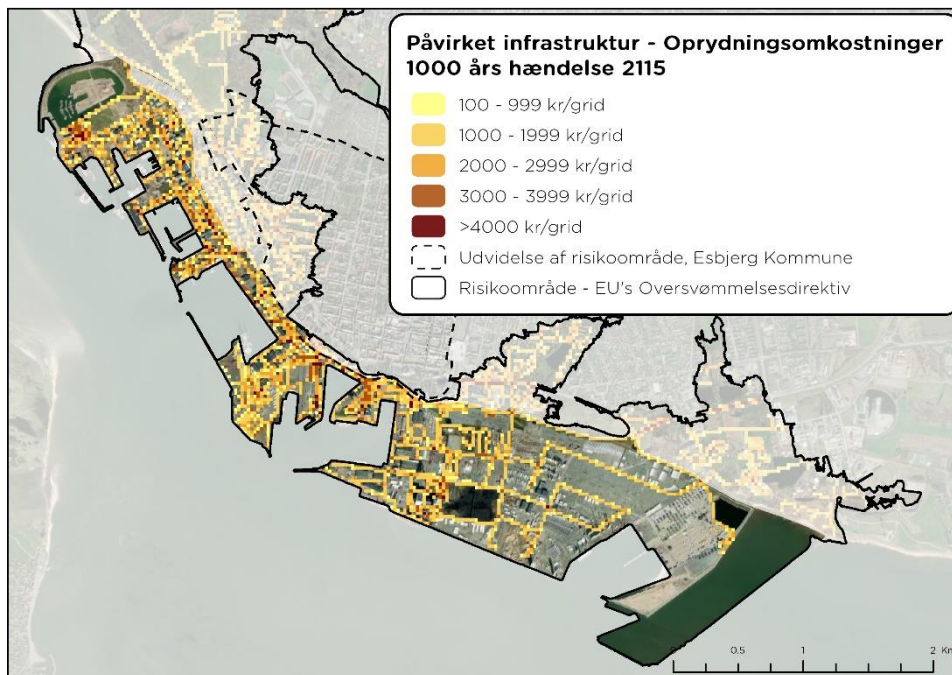 Påvirket infrastruktur - Oprydningsomkostninger
1000 års hændelse 2115
100 - 999 kr/grid
1000 - 1999 kr/grid
2000 - 2999 kr/grid
3000 - 3999 kr/grid
>4000 kr/grid
Udvidelse af risikoområde, Esbjerg Kommune
Risikoområde - EU's Oversvømmelsesdirektiv
0.5 1 2 Km